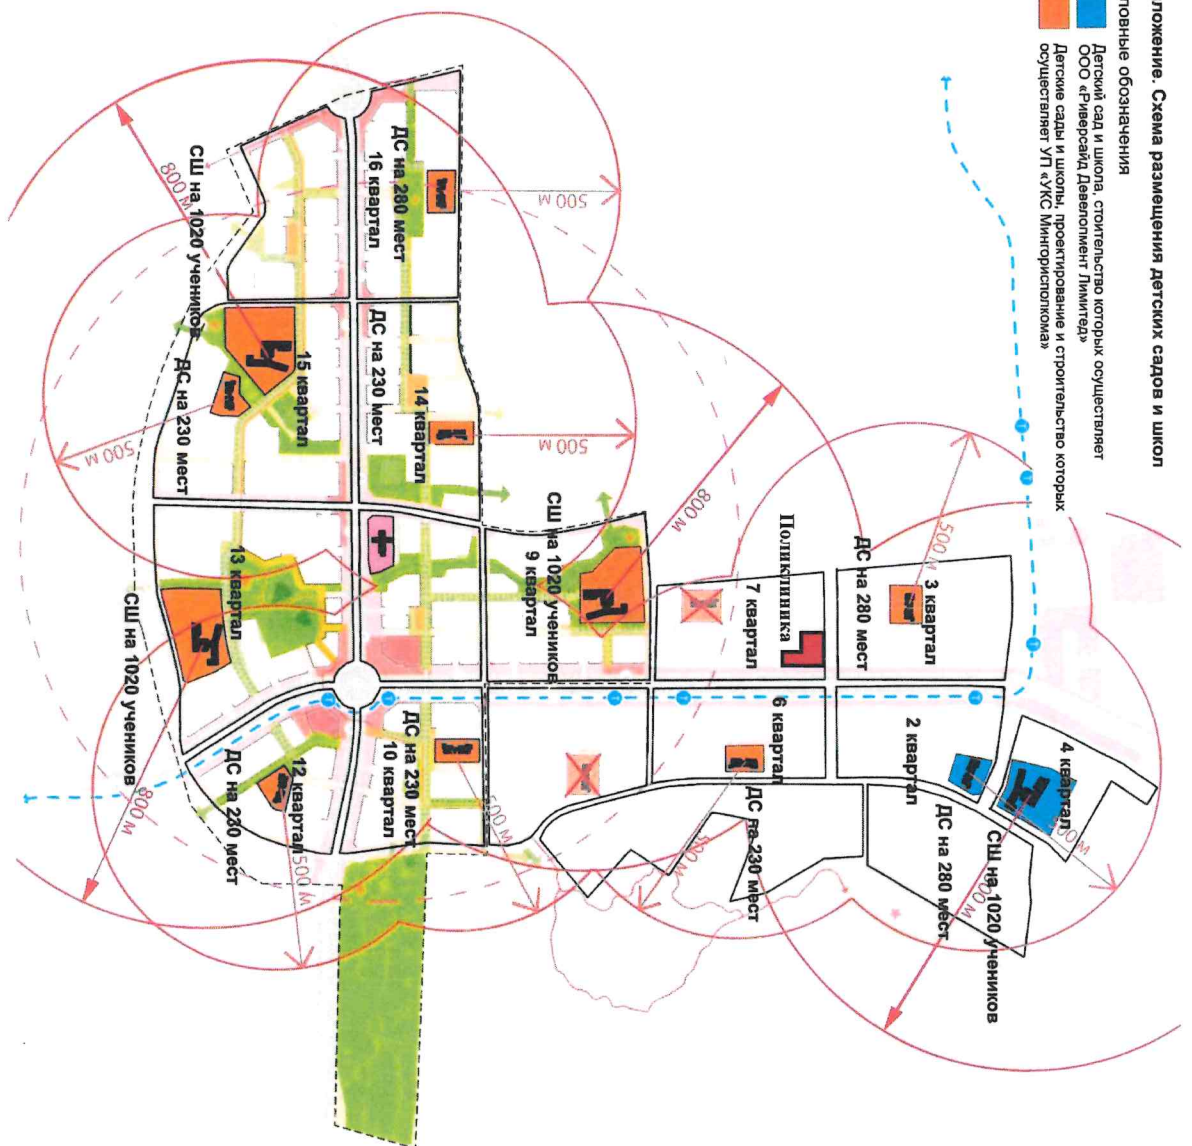 ложение. Схема размещения детских садов и школ
ловные обозначения
Детский сад и школа, строительство которых осуществляет
ООО «Риверсайд Девелопмент Лимитед»
Детские сады и школы, проектирование и строительство которых
осуществляет УП «УКС Мингорисполкома»
4 квартал
СШ на 1020 учеников
800 м
500 м
2 квартал
ДС на 280 мест
3 квартал
ДС на 280 мест
500 м
Поликлиника
7 квартал
6 квартал
ДС на 230 мест
500 м
800 м
СШ на 1020 учеников
9 квартал
ДС на 230 мест
10 квартал
500 м
14 квартал
ДС на 230 мест
500 м
ДС на 280 мест
16 квартал
500 м
15 квартал
СШ на 1020 учеников
800 м
ДС на 230 мест
500 м
13 квартал
СШ на 1020 учеников
800 м
12 квартал
ДС на 230 мест
500 м